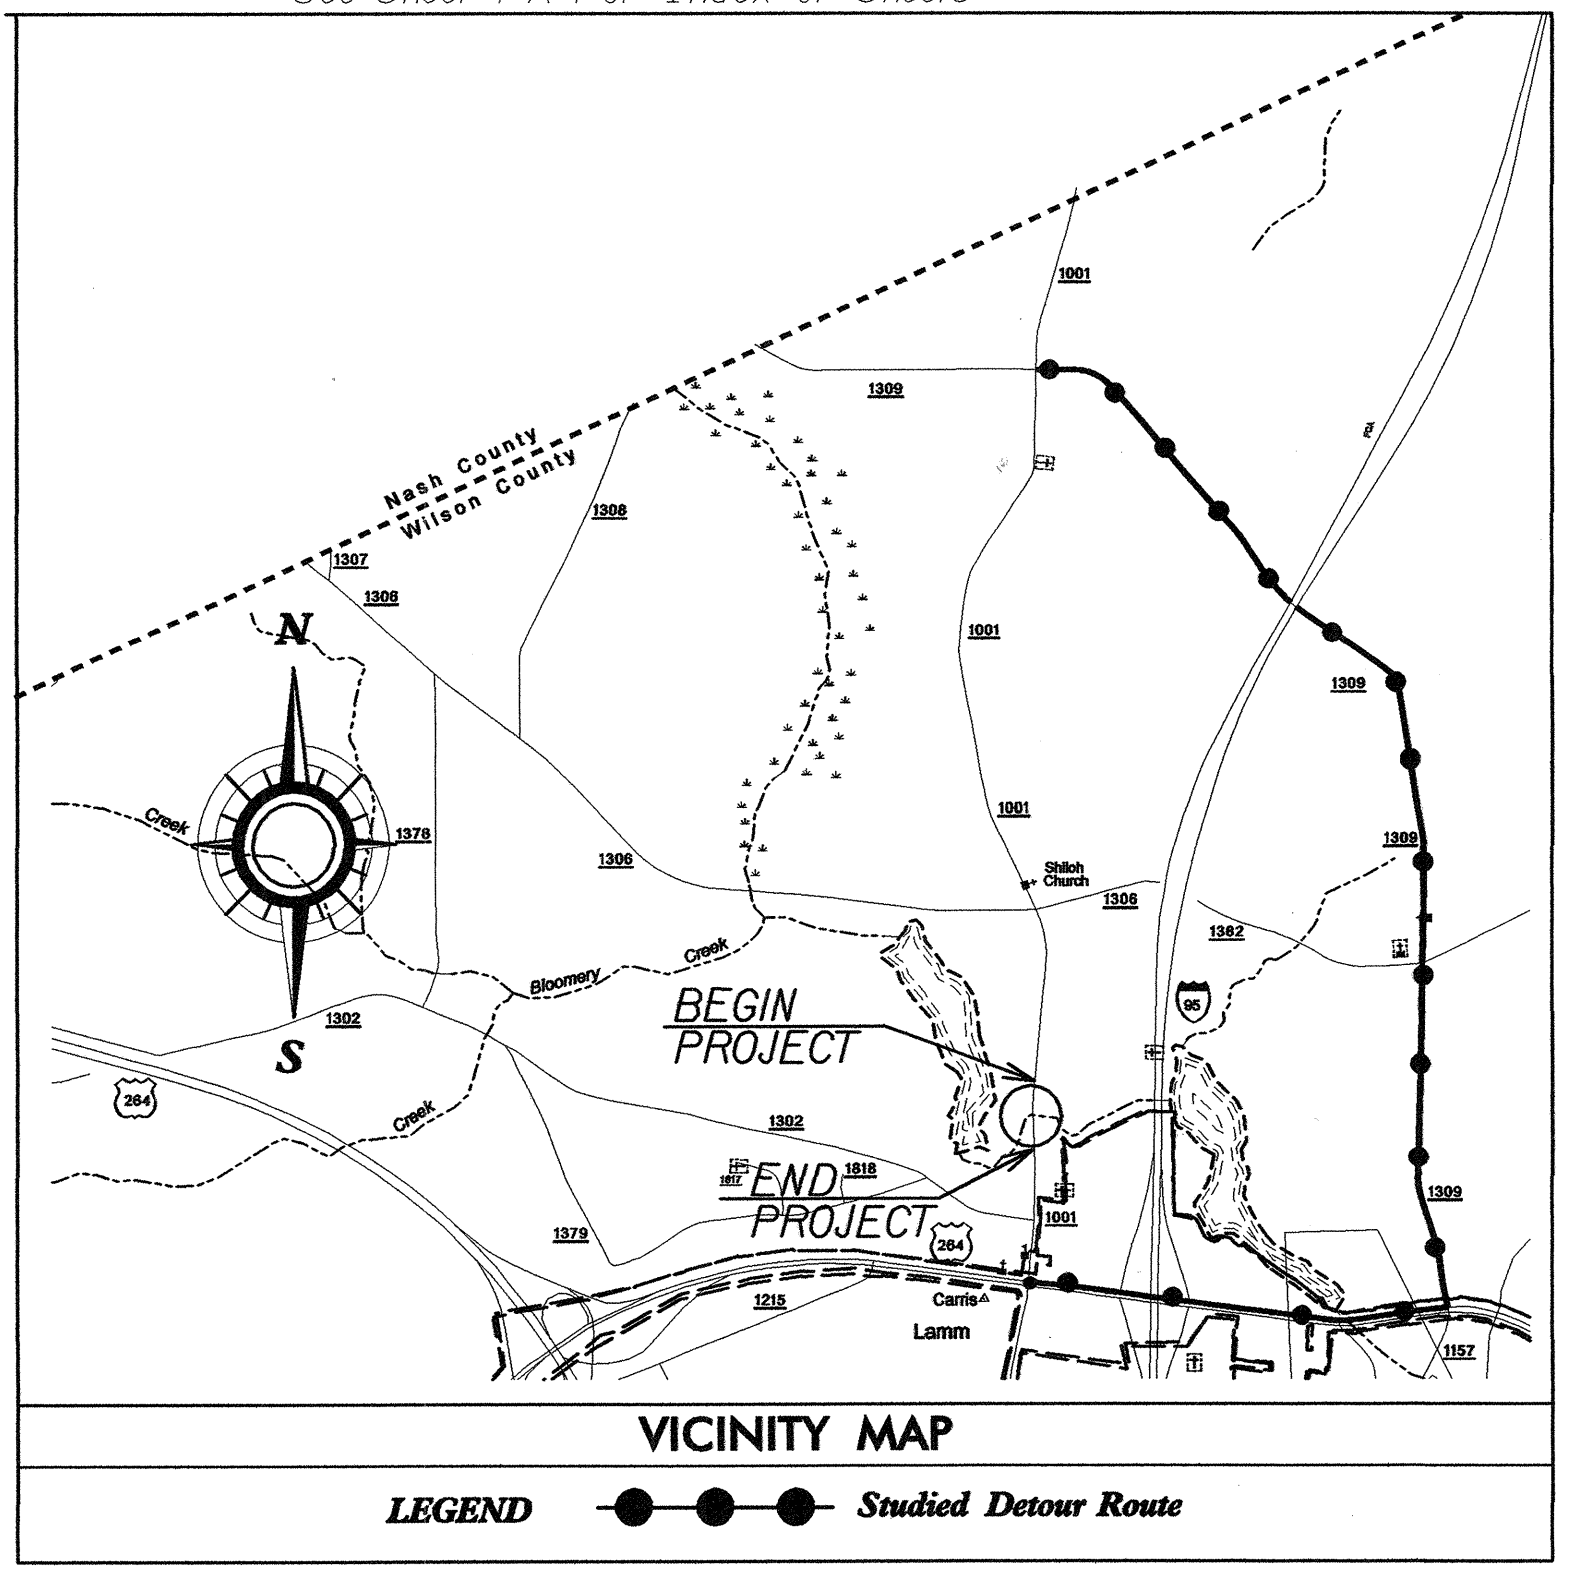 1001
1309
Nash County
Wilson County
1308
1307
1306
N
1001
1309
1001
Creek
1378
1306
1309
Shiloh
Church
1306
1382
Creek
Bloomery
95
BEGIN
PROJECT
1302
S
264
Creek
1302
1817
END
1818
1309
PROJECT
1001
264
1379
1215
Carris
Lamm
1157
VICINITY MAP
LEGEND
Studied Detour Route